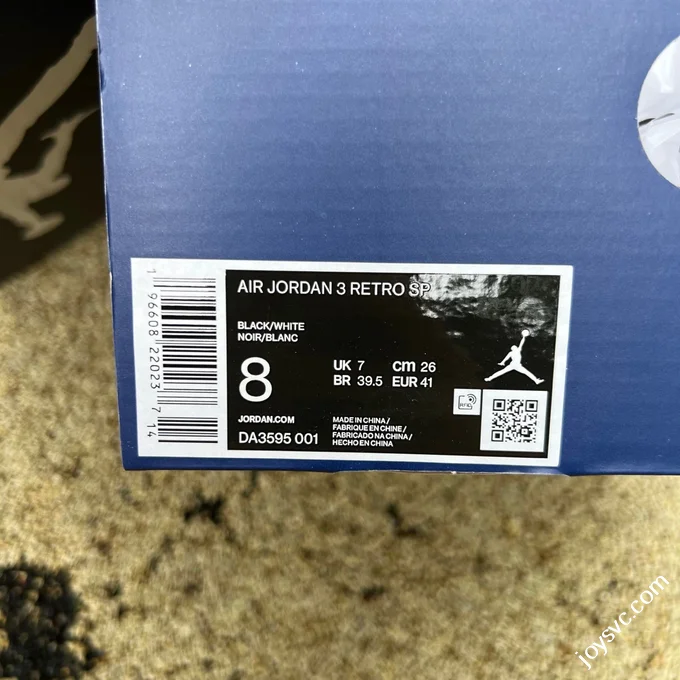 AIR JORDAN 3 RETRO SP
BLACK/WHITE
NOIR/BLANC
8
UK 7 cm 26
BR 39.5 EUR 41
JORDAN.COM
DA3595 001
MADE IN CHINA /
FABRIQUE EN CHINE /
FABRICADO NA CHINA /
HECHO EN CHINA
1 96608 22023 7 14
RFID
joysvc.com